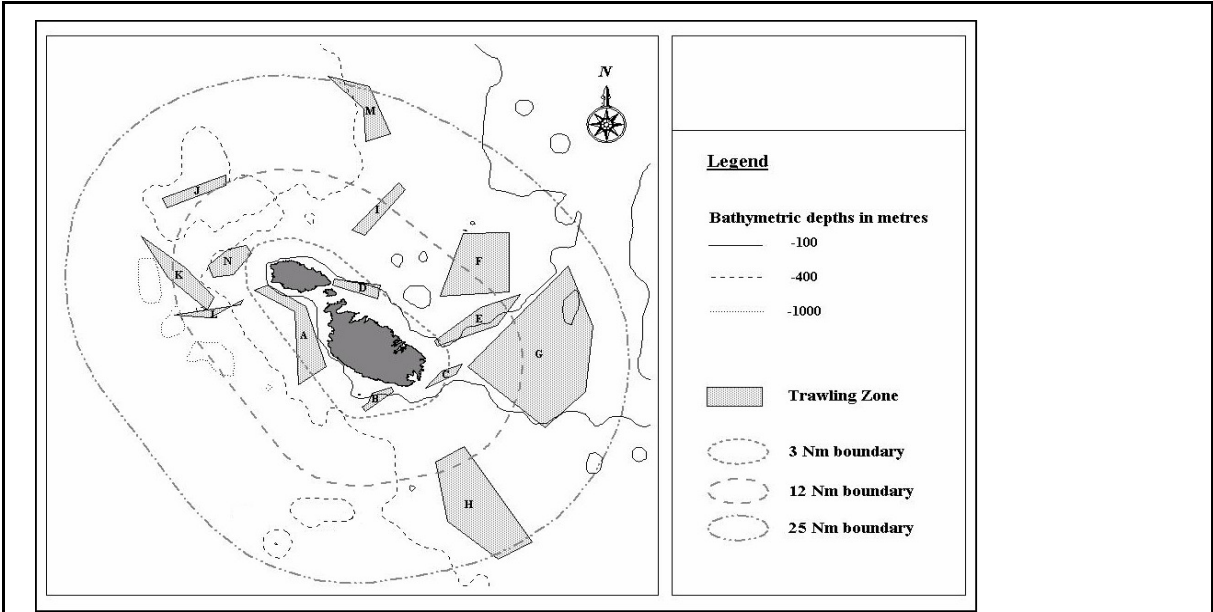 N
M
J
I
N
K
F
D
L
E
A
G
C
B
H
Legend
Bathymetric depths in metres
-100
-400
-1000
Trawling Zone
3 Nm boundary
12 Nm boundary
25 Nm boundary